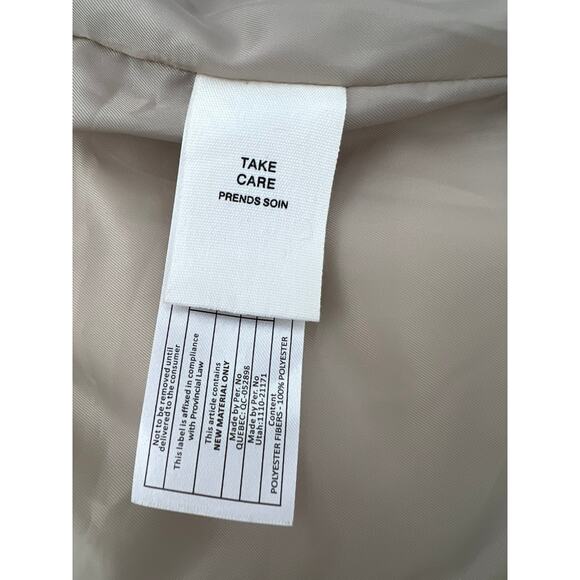 TAKE
CARE
PRENDS SOIN
Not to be removed until
delivered to the consumer
This label is affixed in compliance
with Provincial Law
This article contains
NEW MATERIAL ONLY
Made by Per. No
QUEBEC: QC-052898
Made by Per. No
Utah:1110-21171
Content
POLYESTER FIBERS - 100% POLYESTER